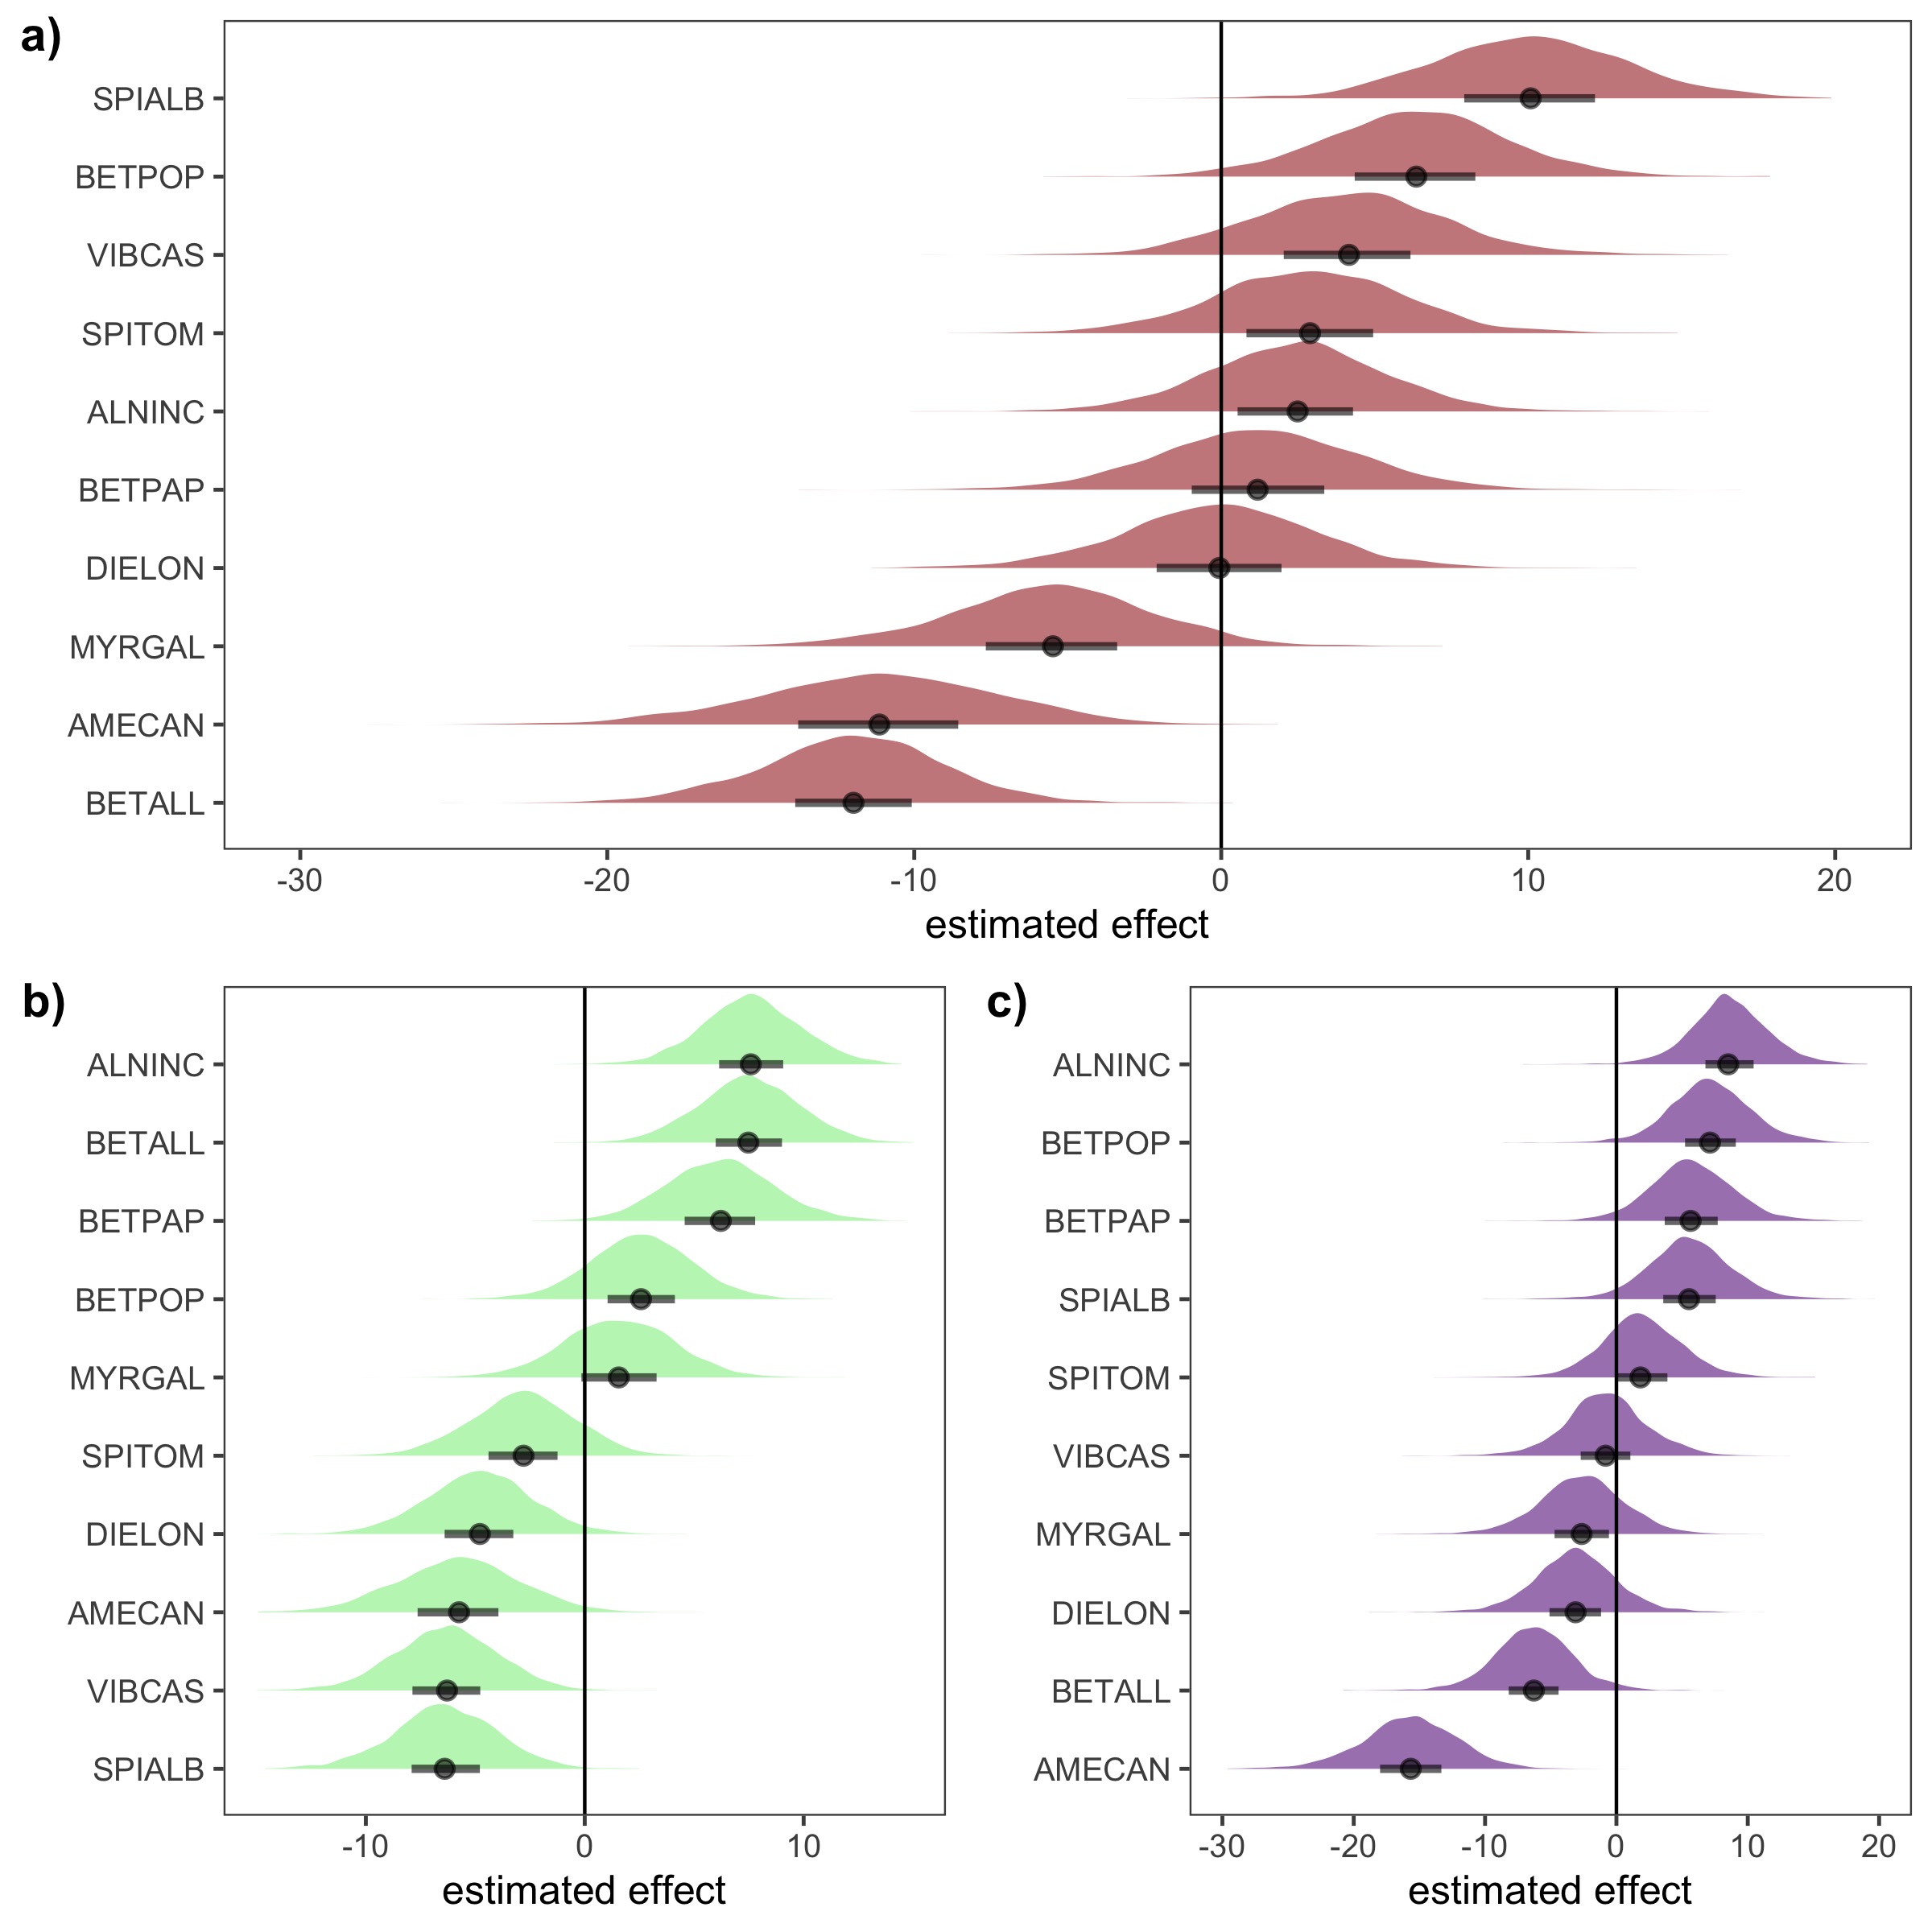 a)
SPIALB
BETPOP
VIBCAS
SPITOM
ALNINC
BETPAP
DIELON
MYRGAL
AMECAN
BETALL
-30 -20 -10 0 10 20
estimated effect
b)
ALNINC
BETALL
BETPAP
BETPOP
MYRGAL
SPITOM
DIELON
AMECAN
VIBCAS
SPIALB
-10 0 10
estimated effect
c)
ALNINC
BETPOP
BETPAP
SPIALB
SPITOM
VIBCAS
MYRGAL
DIELON
BETALL
AMECAN
-30 -20 -10 0 10 20
estimated effect